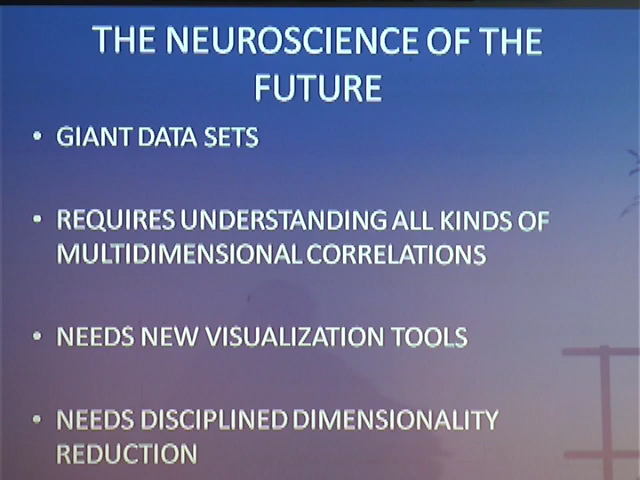 THE NEUROSCIENCE OF THE
FUTURE
• GIANT DATA SETS
• REQUIRES UNDERSTANDING ALL KINDS OF
MULTIDIMENSIONAL CORRELATIONS
• NEEDS NEW VISUALIZATION TOOLS
• NEEDS DISCIPLINED DIMENSIONALITY
REDUCTION